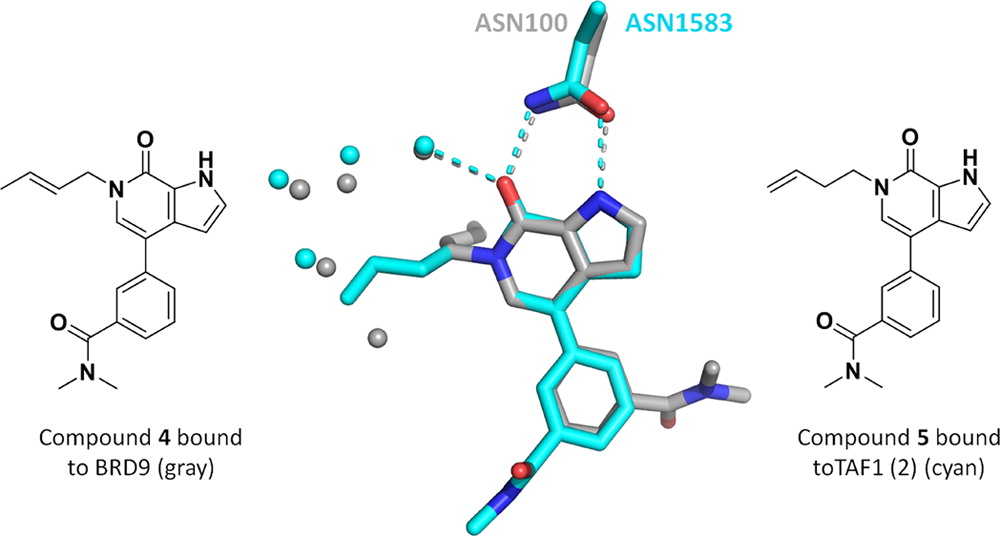 ASN100 ASN1583
O
H
N
N
O
N
Compound 4 bound
to BRD9 (gray)
O
H
N
N
O
N
Compound 5 bound
toTAF1 (2) (cyan)